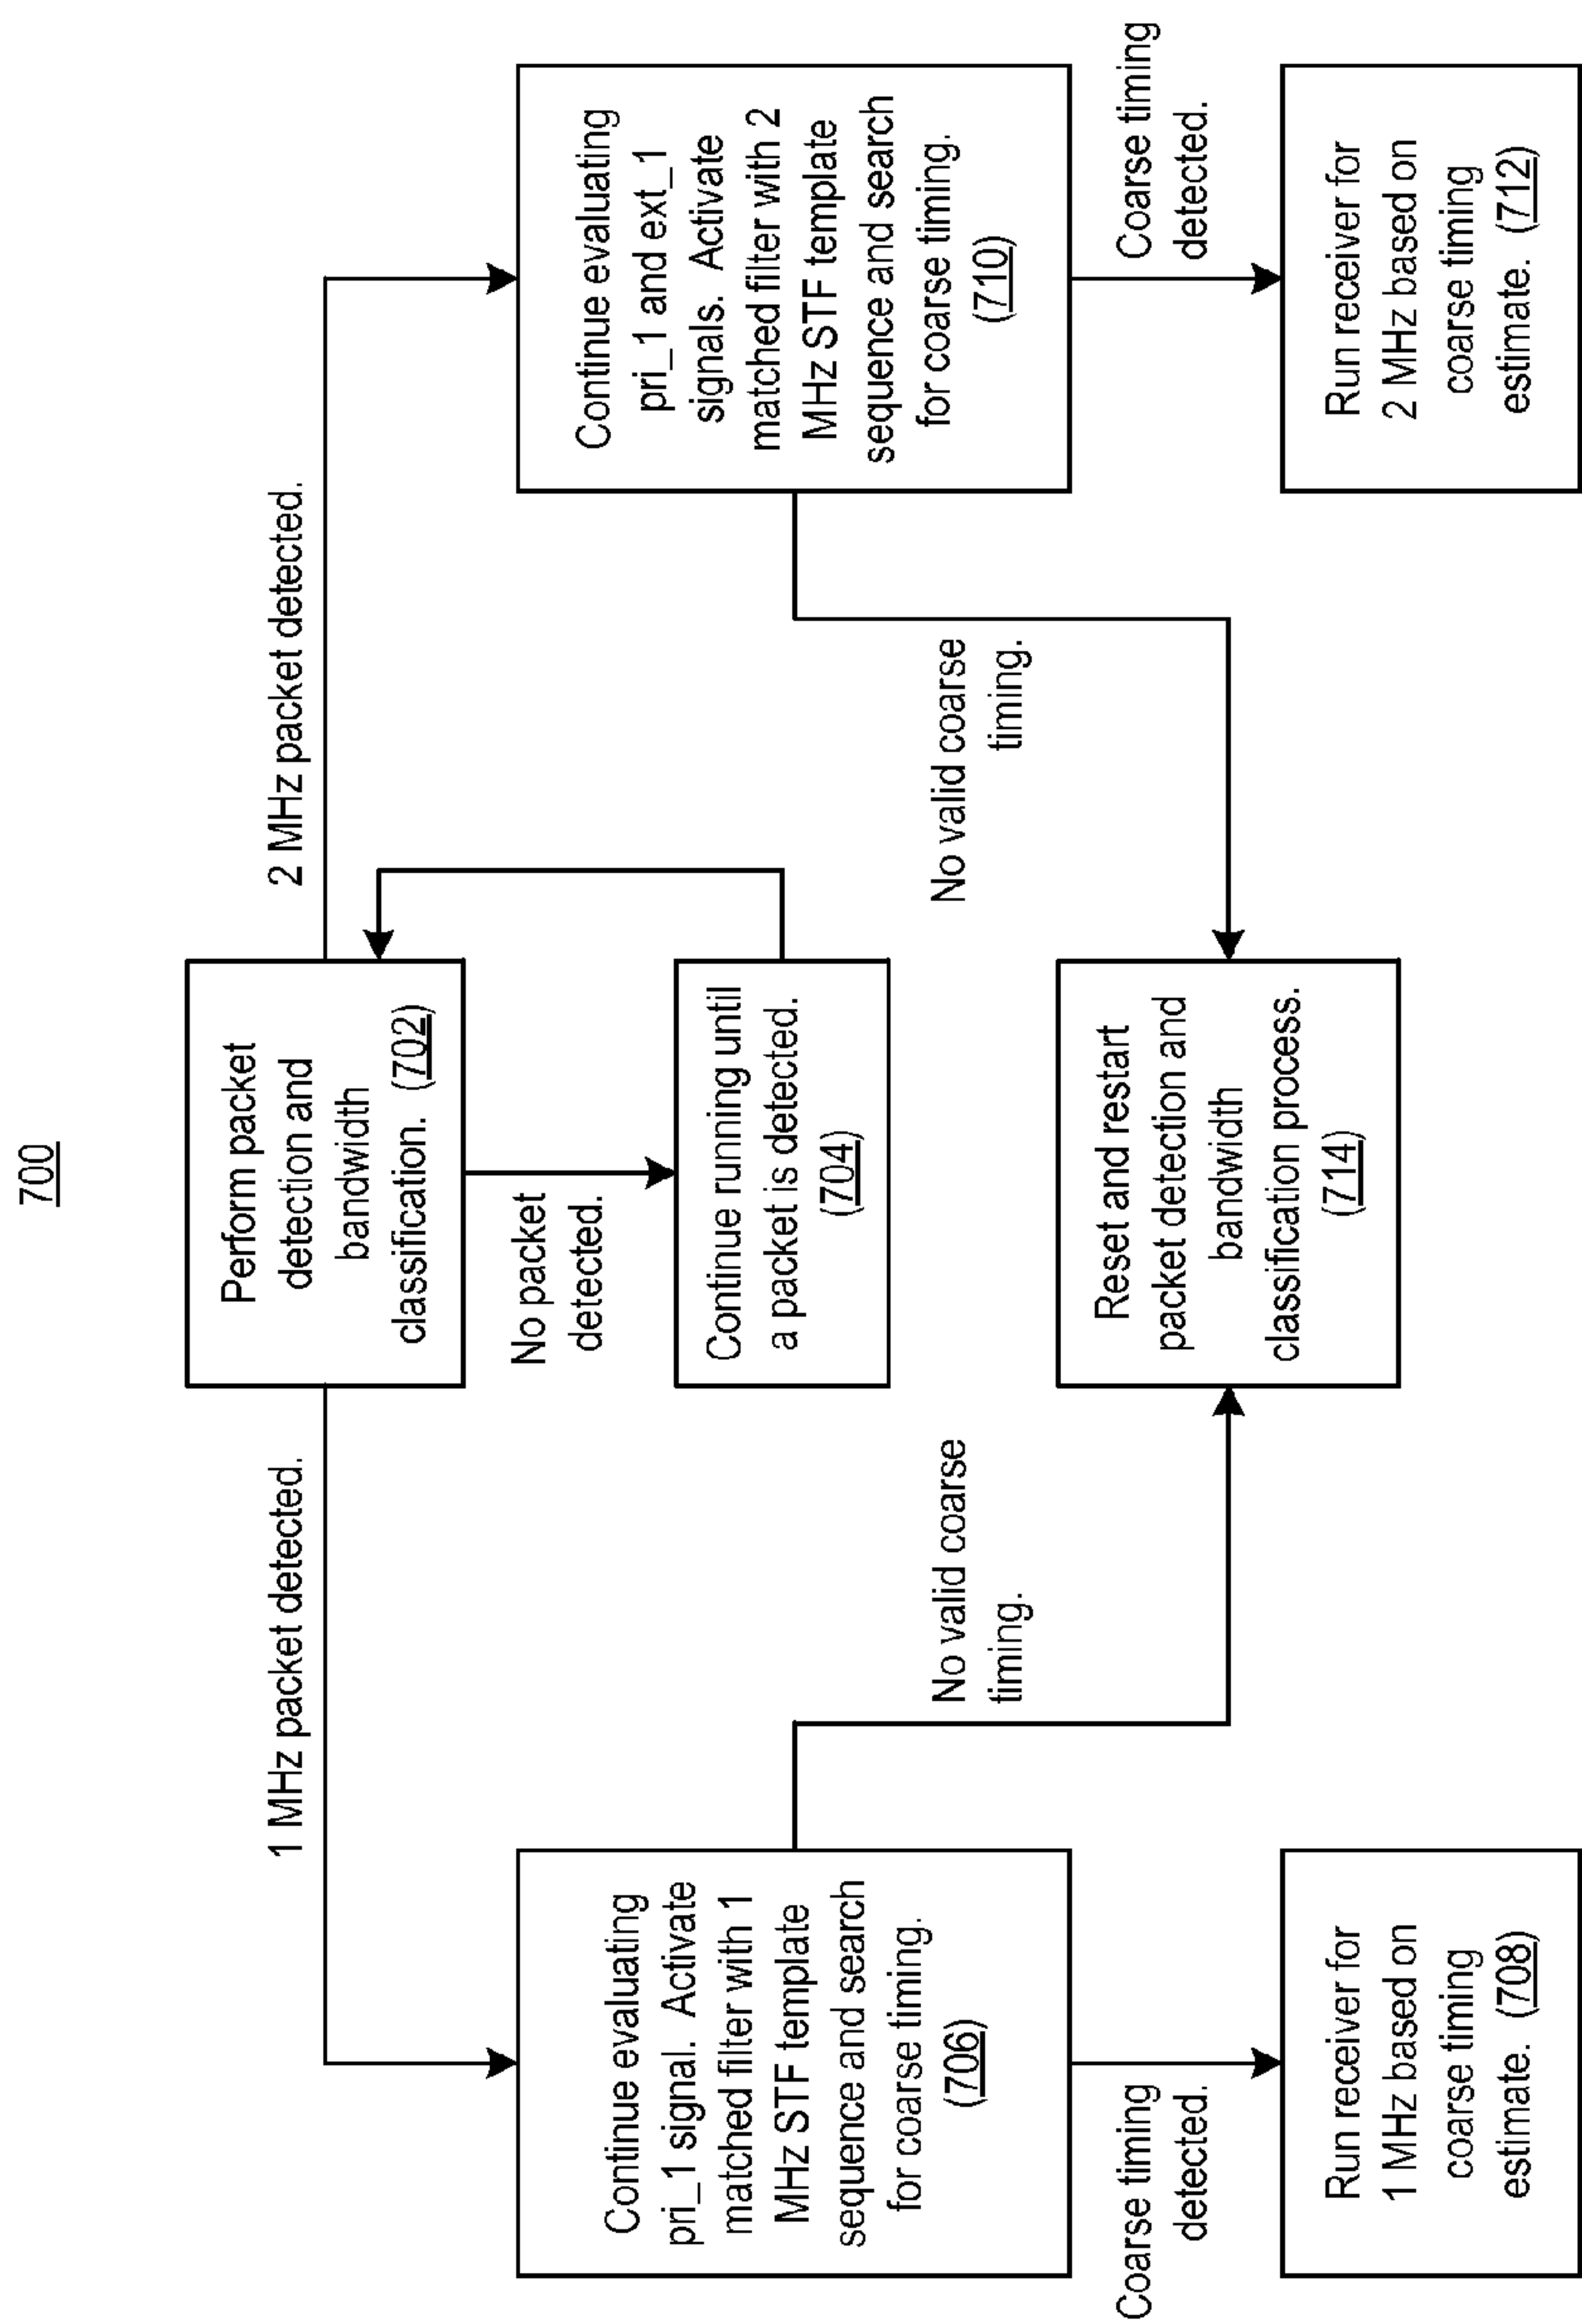 700
Perform packet
detection and
bandwidth
classification. (702)
1 MHz packet detected.
2 MHz packet detected.
No packet
detected.
Continue running until
a packet is detected.
(704)
Continue evaluating
pri_1 signal. Activate
matched filter with 1
MHz STF template
sequence and search
for coarse timing.
(706)
Continue evaluating
pri_1 and ext_1
signals. Activate
matched filter with 2
MHz STF template
sequence and search
for coarse timing.
(710)
No valid coarse
timing.
No valid coarse
timing.
Reset and restart
packet detection and
bandwidth
classification process.
(714)
Coarse timing
detected.
Coarse timing
detected.
Run receiver for
1 MHz based on
coarse timing
estimate. (708)
Run receiver for
2 MHz based on
coarse timing
estimate. (712)